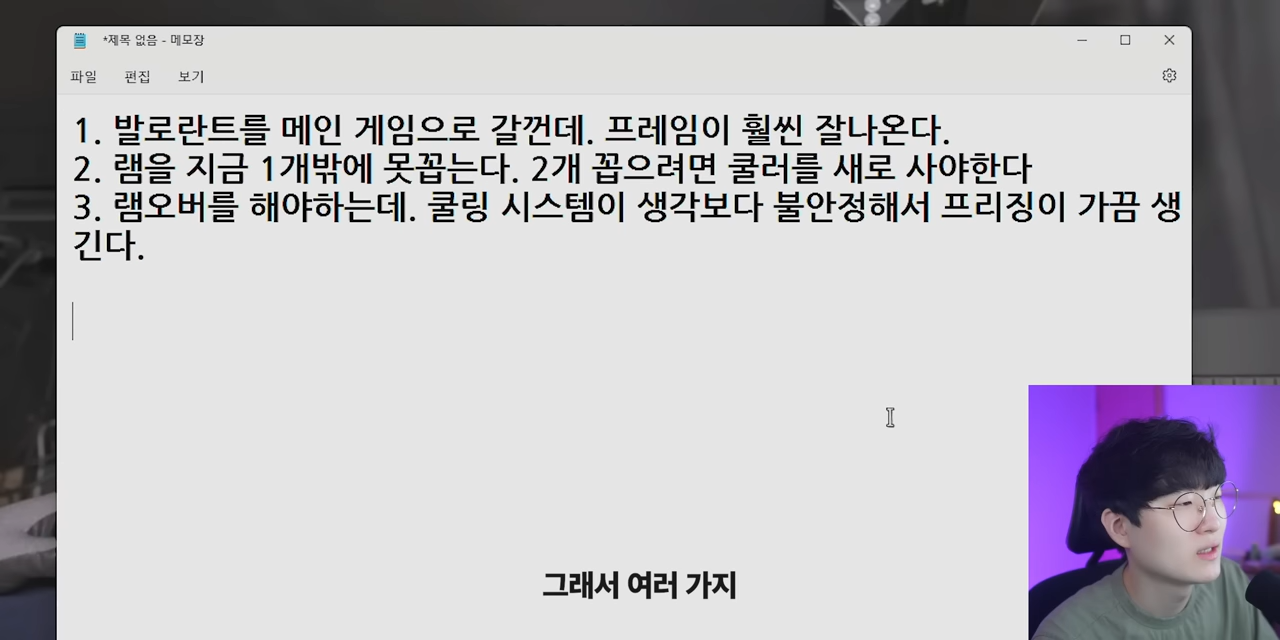 *제목 없음 - 메모장
파일 편집 보기
1. 발로란트를 메인 게임으로 갈껀데. 프레임이 훨씬 잘나온다.
2. 램을 지금 1개밖에 못꼽는다. 2개 꼽으려면 쿨러를 새로 사야한다
3. 램오버를 해야하는데. 쿨링 시스템이 생각보다 불안정해서 프리징이 가끔 생
긴다.
그래서 여러 가지